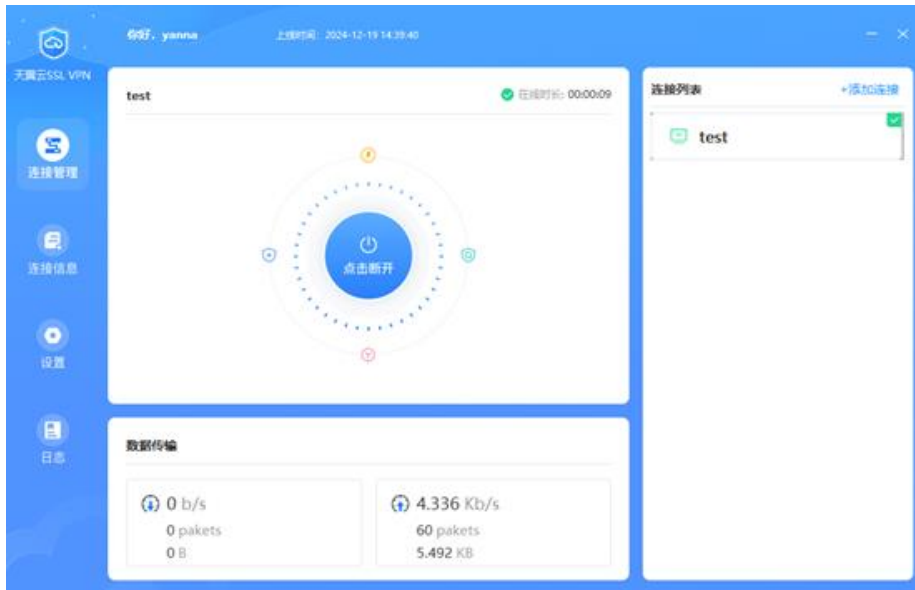 你好，yanna
上线时间：2024-12-19 14:39:40
天翼云SSL VPN
连接管理
连接信息
设置
日志
test
在线时长: 00:00:09
点击断开
数据传输
0 b/s
0 pakets
0 B
4.336 Kb/s
60 pakets
5.492 KB
连接列表
+添加连接
test